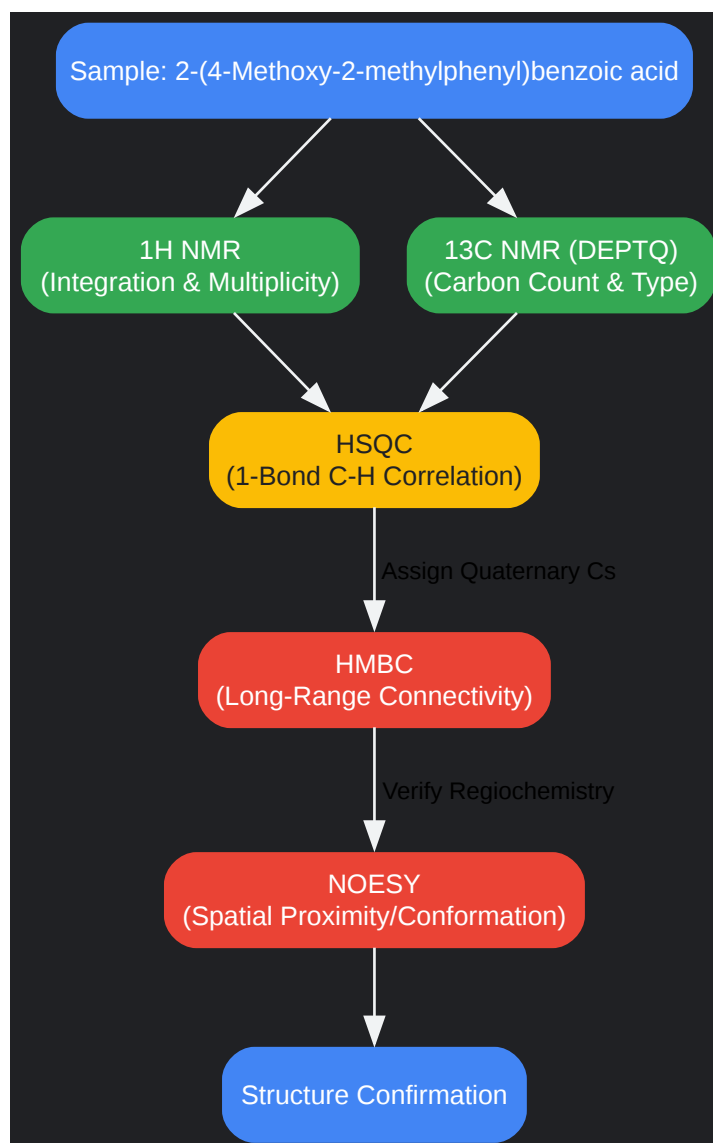 Sample: 2-(4-Methoxy-2-methylphenyl)benzoic acid
1H NMR
(Integration & Multiplicity)
13C NMR (DEPTQ)
(Carbon Count & Type)
HSQC
(1-Bond C-H Correlation)
Assign Quaternary Cs
HMBC
(Long-Range Connectivity)
Verify Regiochemistry
NOESY
(Spatial Proximity/Conformation)
Structure Confirmation